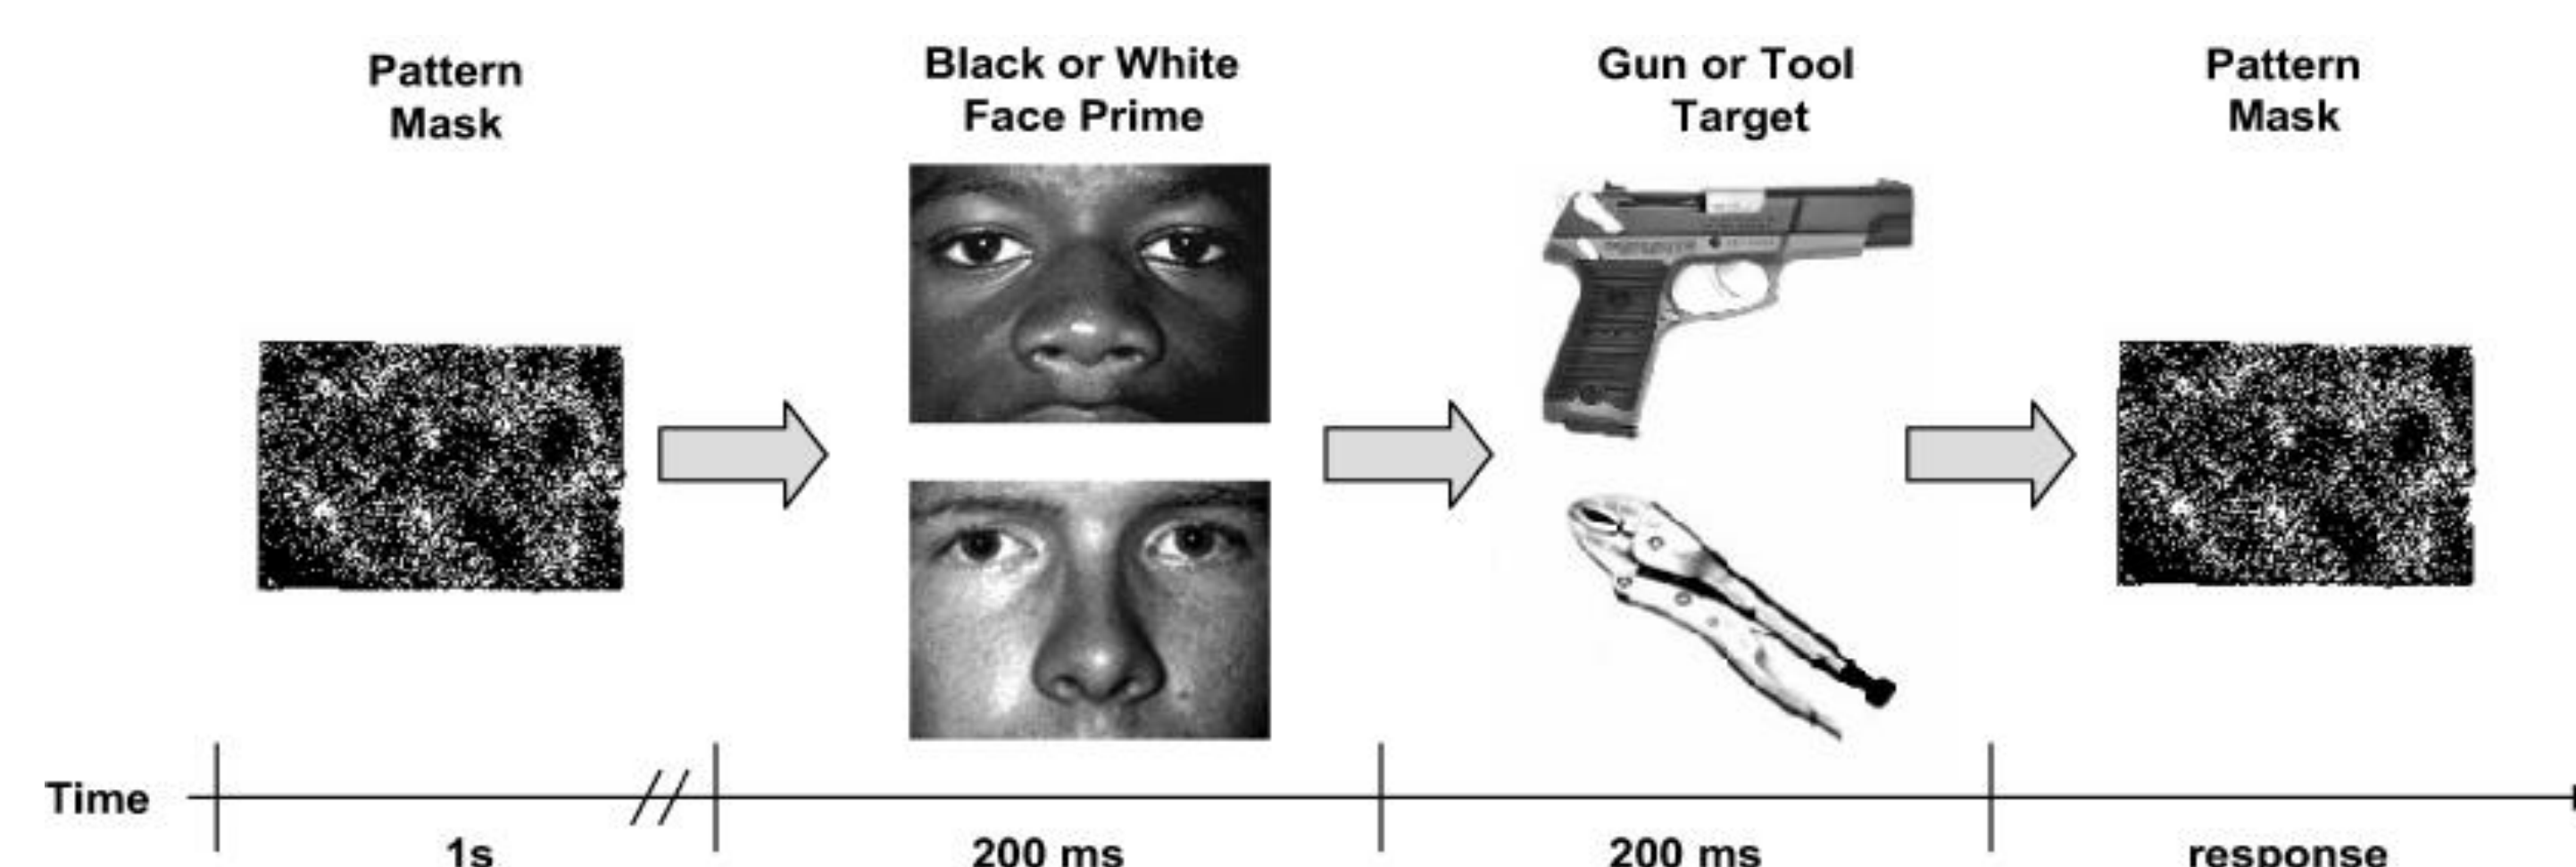 Pattern
Mask
Black or White
Face Prime
Gun or Tool
Target
Pattern
Mask
Time
1s
200 ms
200 ms
response